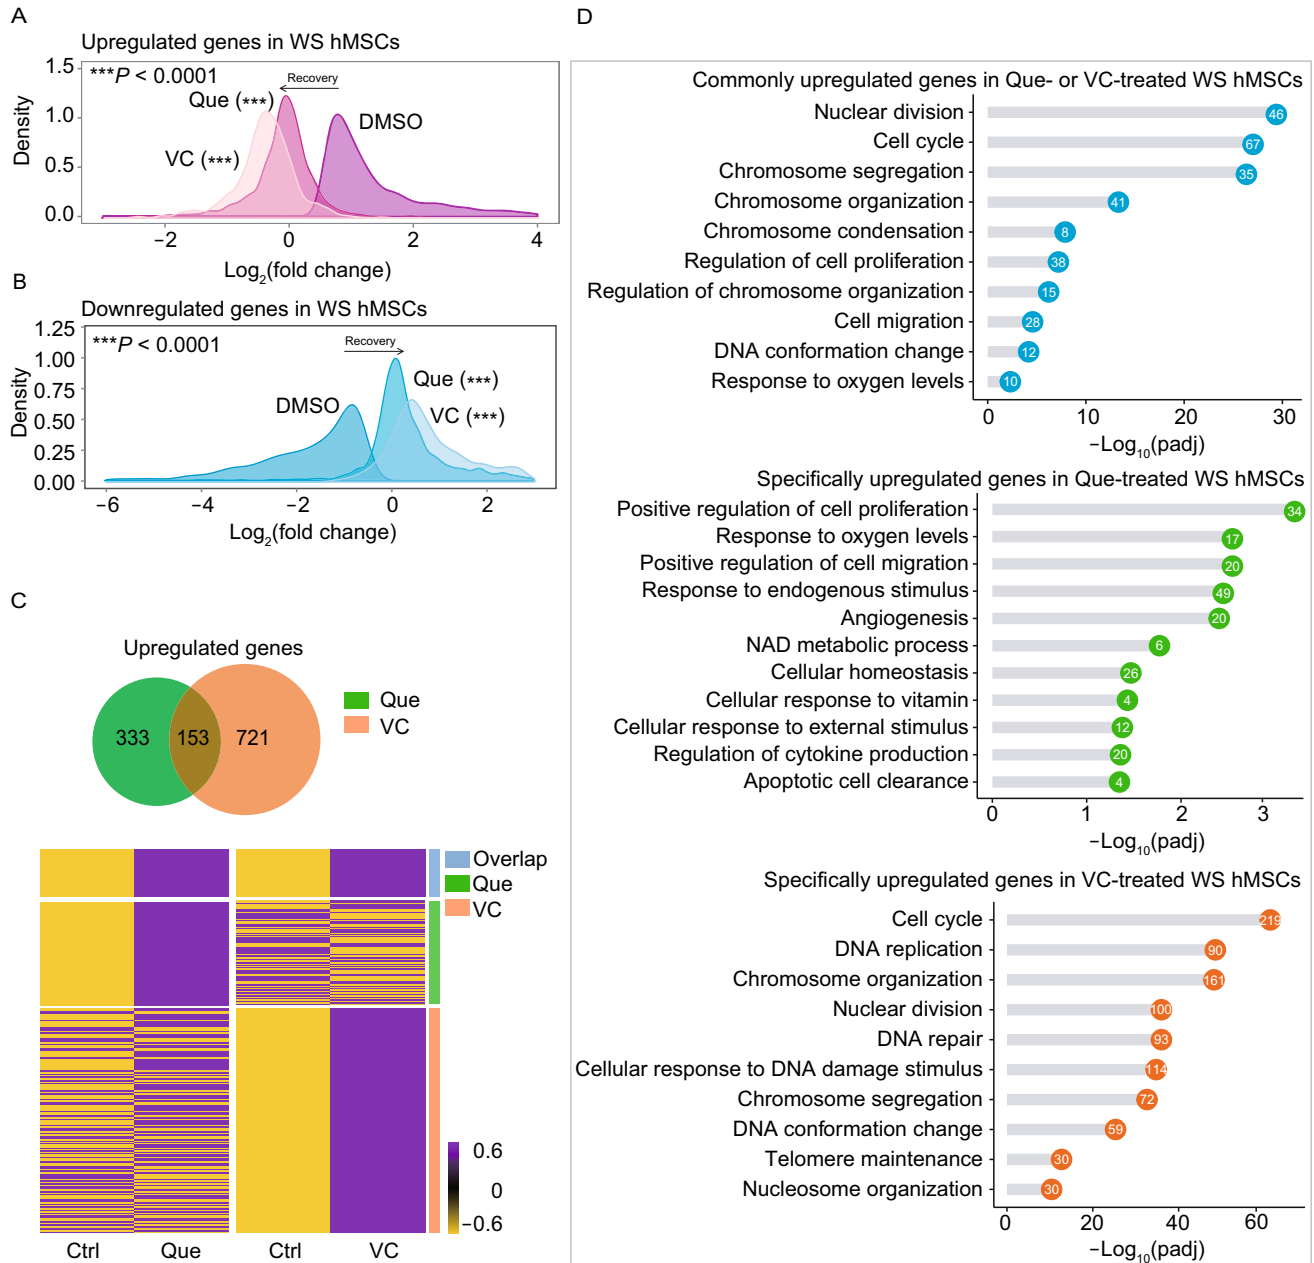 A
Upregulated genes in WS hMSCs
***P < 0.0001
Recovery
Que (***)
DMSO
VC (***)
Density
1.5
1.0
0.5
0.0
−2 0 2 4
Log2(fold change)
B
Downregulated genes in WS hMSCs
***P < 0.0001
Recovery
Que (***)
DMSO
VC (***)
Density
1.25
1.00
0.75
0.50
0.25
0.00
−6 −4 −2 0 2
Log2(fold change)
C
Upregulated genes
333 153 721
Que
VC
Overlap
Que
VC
0.6
0
−0.6
Ctrl Que Ctrl VC
D
Commonly upregulated genes in Que- or VC-treated WS hMSCs
Nuclear division 46
Cell cycle 67
Chromosome segregation 35
Chromosome organization 41
Chromosome condensation 8
Regulation of cell proliferation 38
Regulation of chromosome organization 15
Cell migration 28
DNA conformation change 12
Response to oxygen levels 10
0 10 20 30
−Log10(padj)
Specifically upregulated genes in Que-treated WS hMSCs
Positive regulation of cell proliferation 34
Response to oxygen levels 17
Positive regulation of cell migration 20
Response to endogenous stimulus 49
Angiogenesis 20
NAD metabolic process 6
Cellular homeostasis 26
Cellular response to vitamin 4
Cellular response to external stimulus 12
Regulation of cytokine production 20
Apoptotic cell clearance 4
0 1 2 3
−Log10(padj)
Specifically upregulated genes in VC-treated WS hMSCs
Cell cycle 219
DNA replication 90
Chromosome organization 161
Nuclear division 100
DNA repair 93
Cellular response to DNA damage stimulus 114
Chromosome segregation 72
DNA conformation change 59
Telomere maintenance 30
Nucleosome organization 30
0 20 40 60
−Log10(padj)